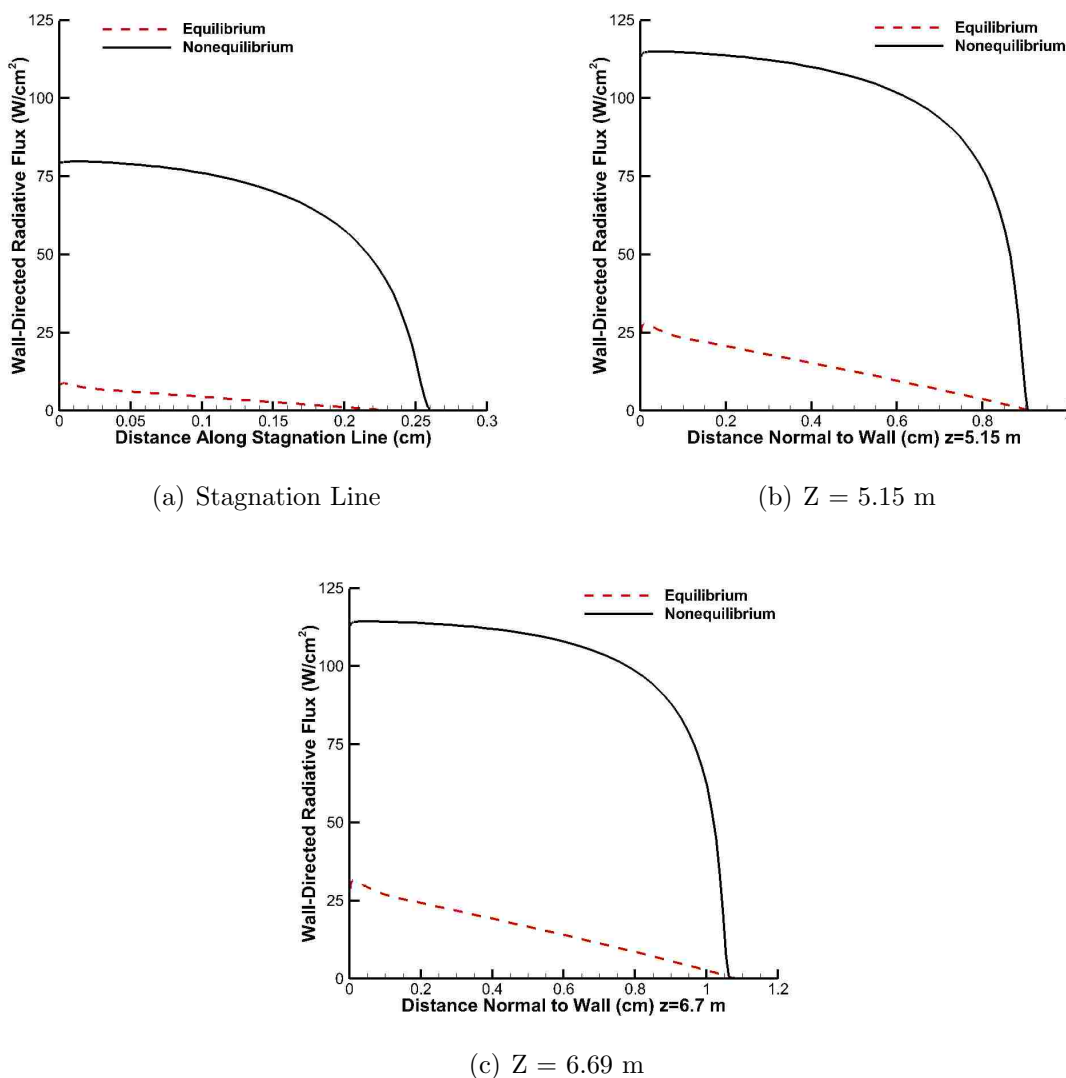 125
100
75
50
25
0
Wall-Directed Radiative Flux (W/cm²)
Equilibrium
Nonequilibrium
0 0.05 0.1 0.15 0.2 0.25 0.3
Distance Along Stagnation Line (cm)
(a) Stagnation Line
125
100
75
50
25
0
Wall-Directed Radiative Flux (W/cm²)
Equilibrium
Nonequilibrium
0 0.2 0.4 0.6 0.8
Distance Normal to Wall (cm) z=5.15 m
(b) Z = 5.15 m
125
100
75
50
25
0
Wall-Directed Radiative Flux (W/cm²)
Equilibrium
Nonequilibrium
0 0.2 0.4 0.6 0.8 1 1.2
Distance Normal to Wall (cm) z=6.7 m
(c) Z = 6.69 m